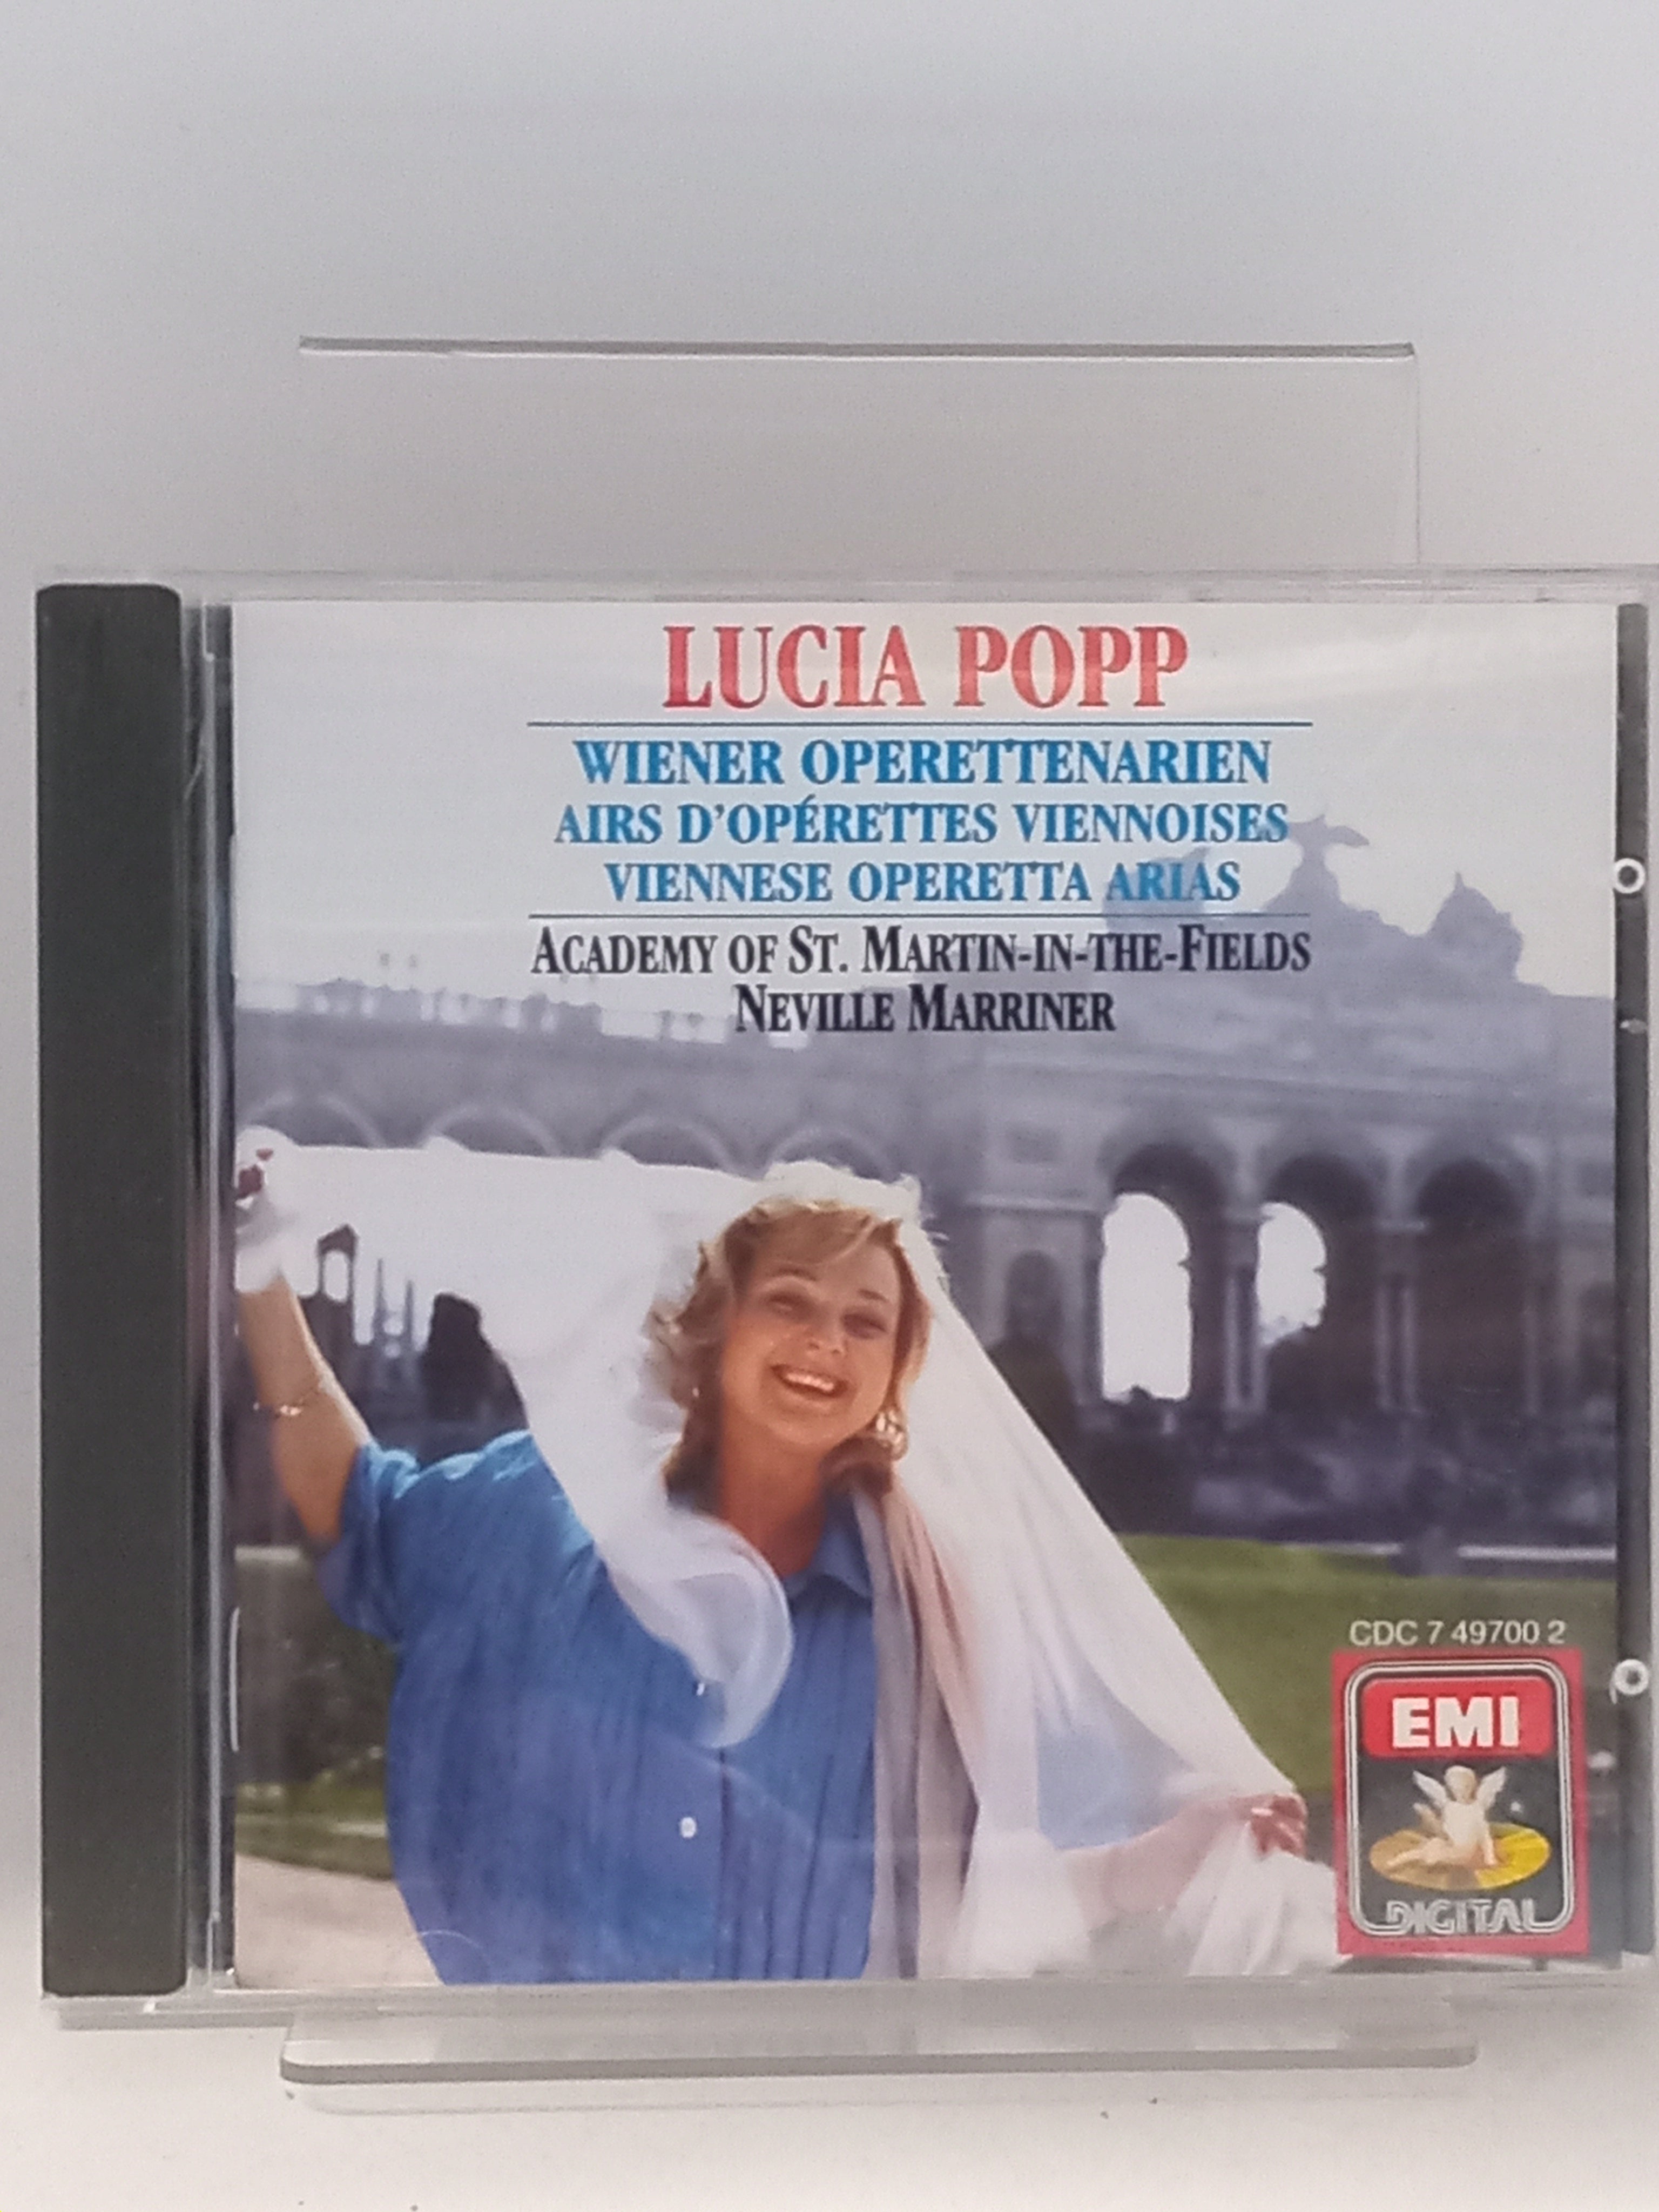 LUCIA POPP
WIENER OPERETTENARIEN
AIRS D'OPÉRETTES VIENNOISES
VIENNESE OPERETTA ARIAS
ACADEMY OF ST. MARTIN-IN-THE-FIELDS
NEVILLE MARRINER
CDC 7 49700 2
EMI
DIGITAL